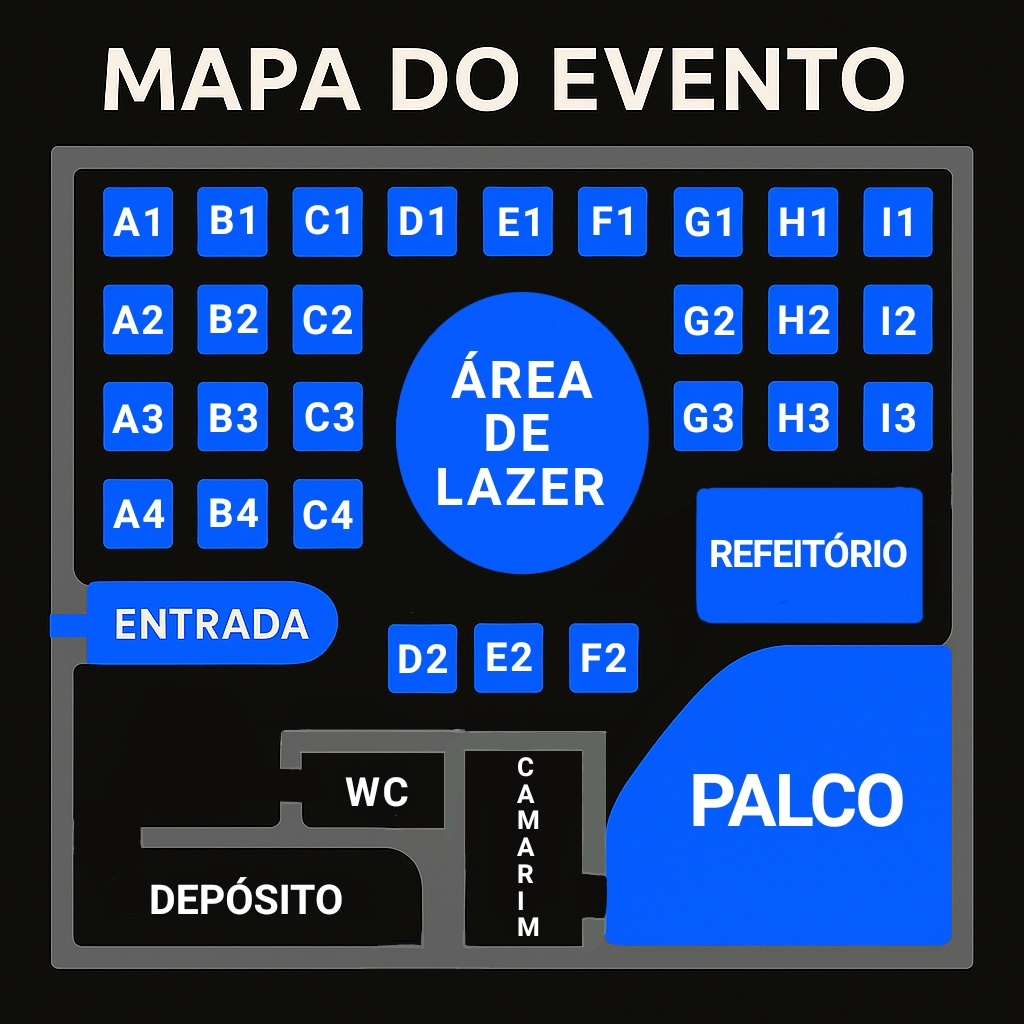 MAPA DO EVENTO
A1 B1 C1 D1 E1 F1 G1 H1 I1
A2 B2 C2 G2 H2 I2
A3 B3 C3 G3 H3 I3
A4 B4 C4
ÁREA
DE
LAZER
REFEITÓRIO
ENTRADA
D2 E2 F2
WC
CAMARIM
PALCO
DEPÓSITO